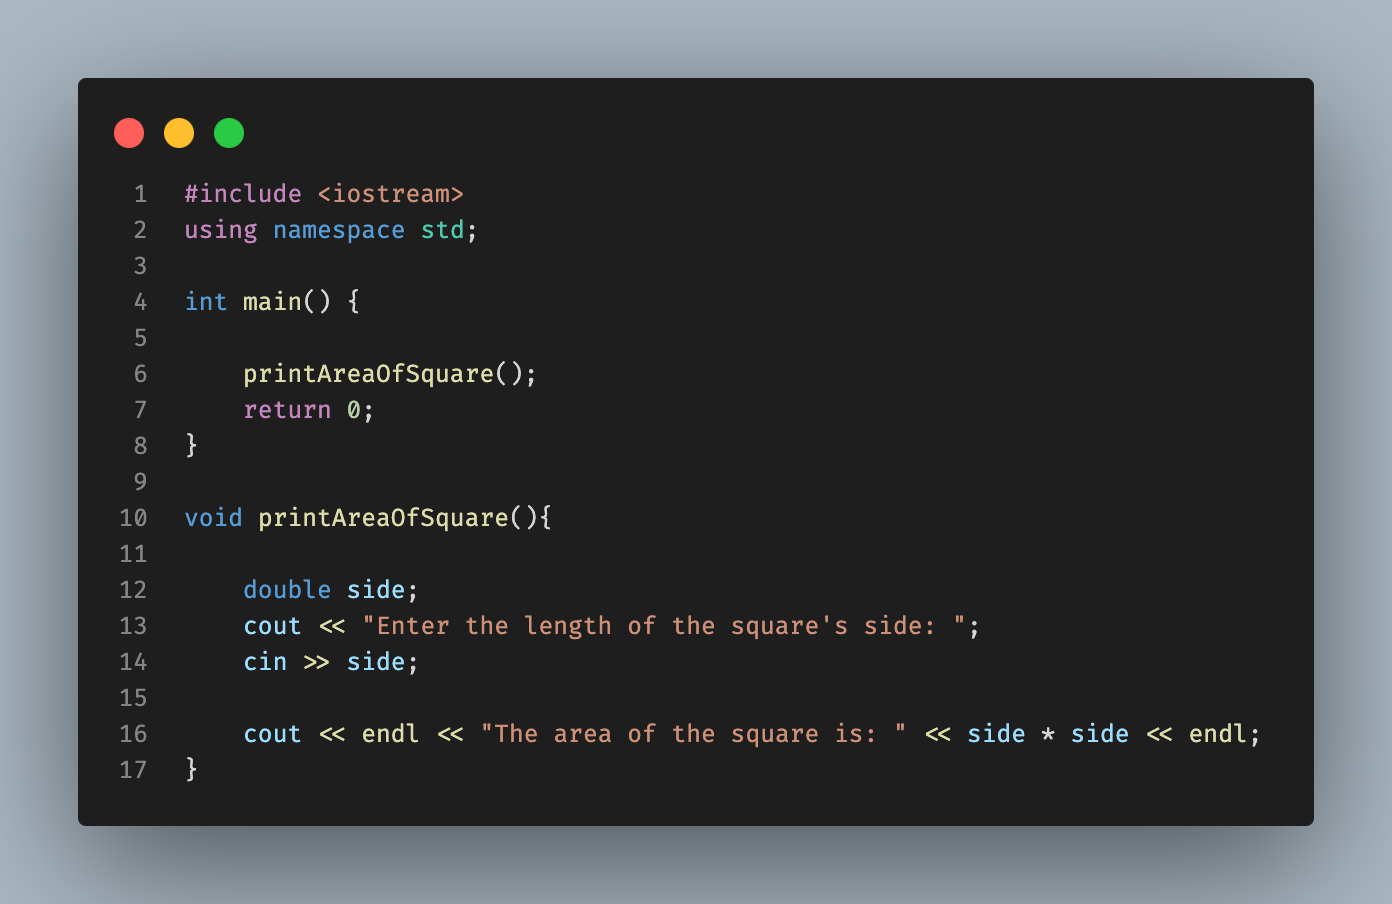 1 #include <iostream>
2 using namespace std;
3
4 int main() {
5
6     printAreaOfSquare();
7     return 0;
8 }
9
10 void printAreaOfSquare(){
11
12     double side;
13     cout << "Enter the length of the square's side: ";
14     cin >> side;
15
16     cout << endl << "The area of the square is: " << side * side << endl;
17 }